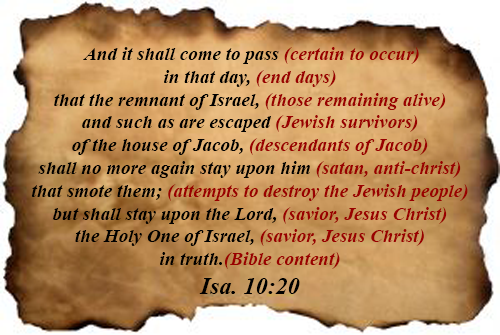 And it shall come to pass (certain to occur)
in that day, (end days)
that the remnant of Israel, (those remaining alive)
and such as are escaped (Jewish survivors)
of the house of Jacob, (descendants of Jacob)
shall no more again stay upon him (satan, anti-christ)
that smote them; (attempts to destroy the Jewish people)
but shall stay upon the Lord, (savior, Jesus Christ)
the Holy One of Israel, (savior, Jesus Christ)
in truth.(Bible content)
Isa. 10:20